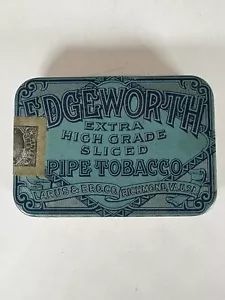 EDGEWORTH
EXTRA
HIGH GRADE
SLICED
PIPE TOBACCO
LARUS & BRO. CO. RICHMOND, VA. U.S.A.